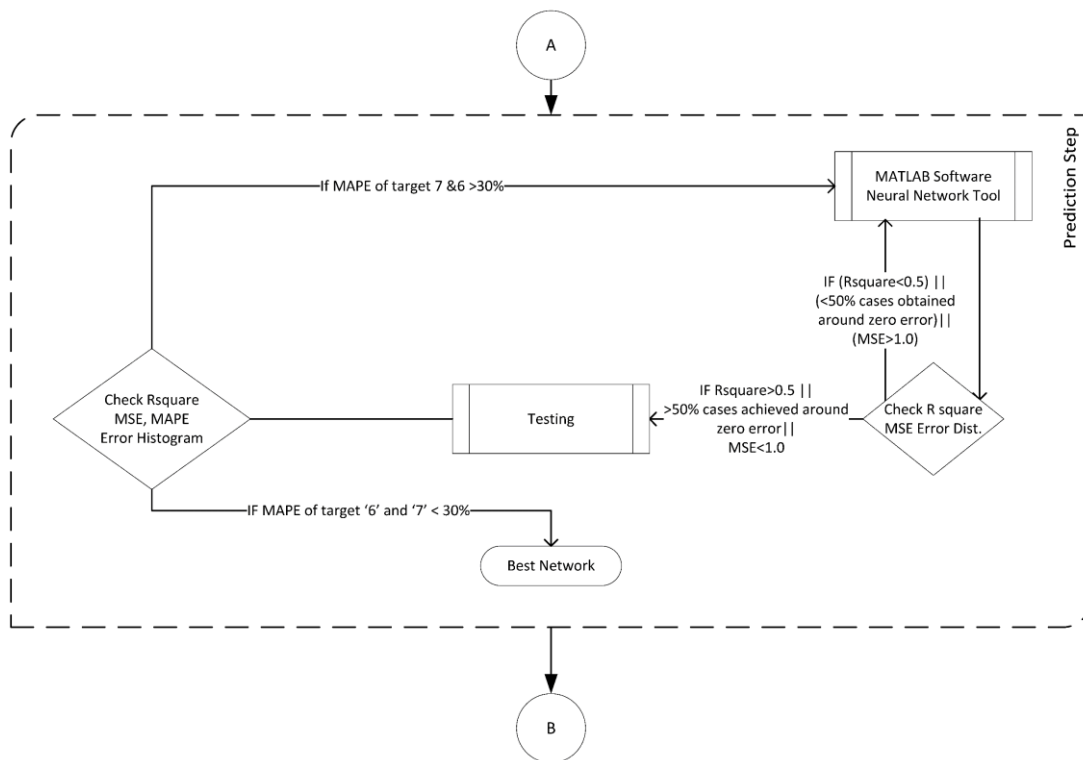 A
Prediction Step
If MAPE of target 7 &6 >30%
MATLAB Software
Neural Network Tool
IF (Rsquare<0.5) ||
(<50% cases obtained
around zero error)||
(MSE>1.0)
Check Rsquare
MSE, MAPE
Error Histogram
Testing
IF Rsquare>0.5 ||
>50% cases achieved around
zero error||
MSE<1.0
Check R square
MSE Error Dist.
IF MAPE of target ‘6’ and ‘7’ < 30%
Best Network
B